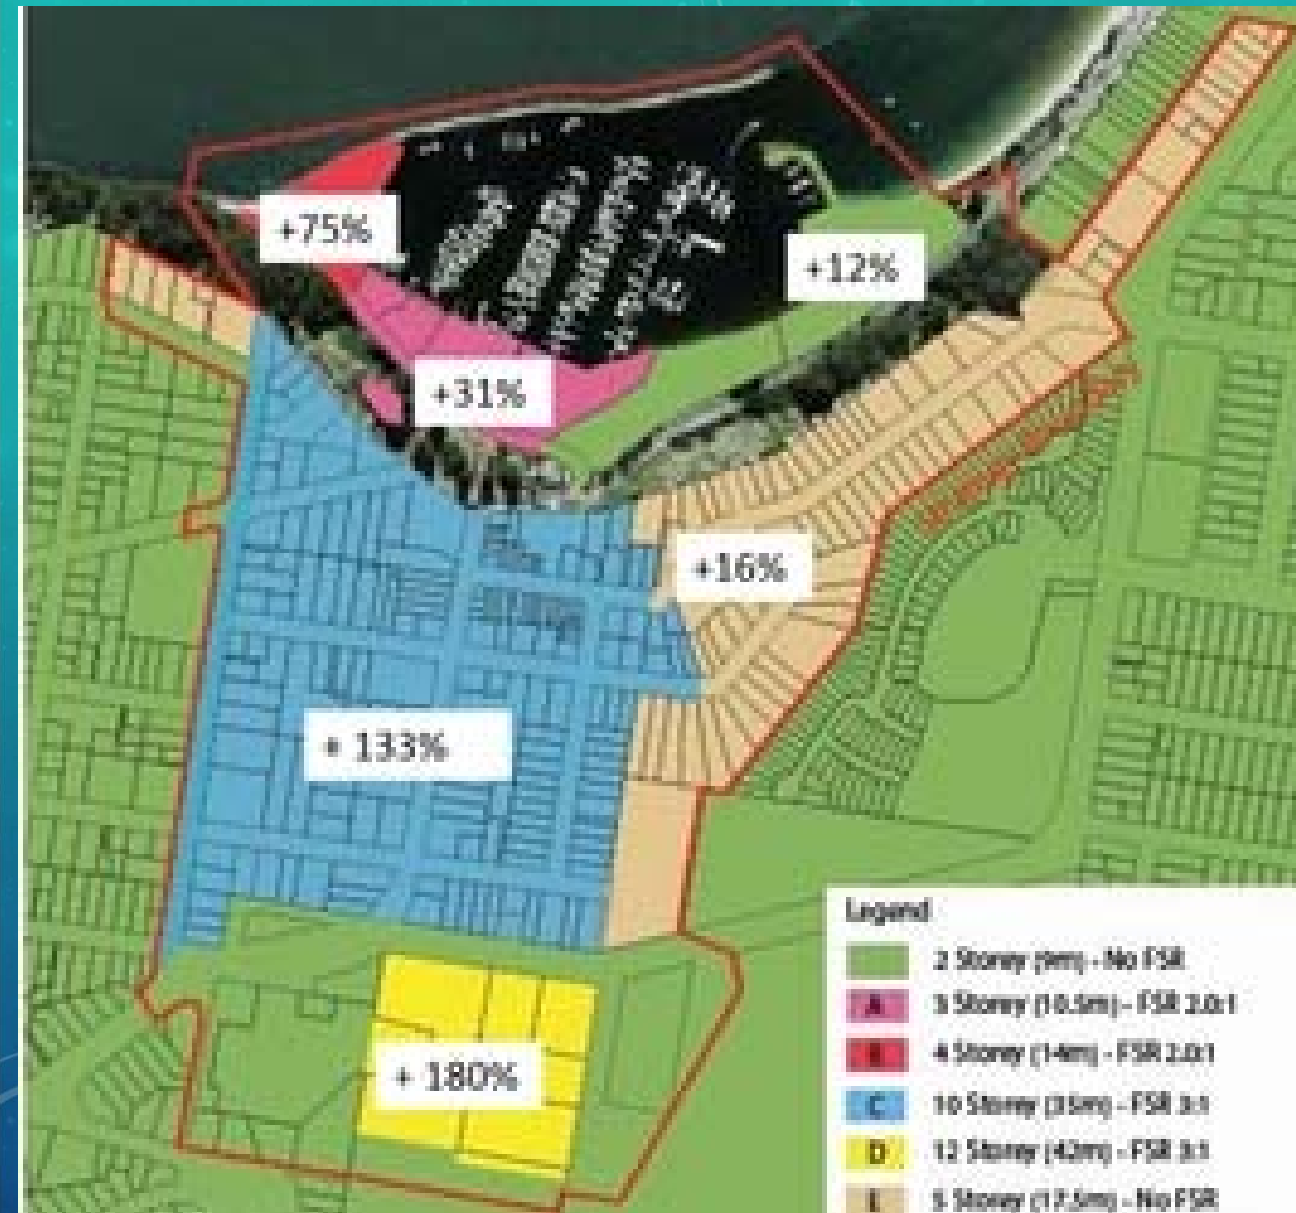 +75%
+12%
+31%
+16%
+ 133%
+ 180%
Legend
2 Storey (9m) - No FSR
A 3 Storey (10.5m) - FSR 2.0:1
B 4 Storey (14m) - FSR 2.0:1
C 10 Storey (35m) - FSR 3:1
D 12 Storey (42m) - FSR 3:1
E 5 Storey (17.5m) - No FSR